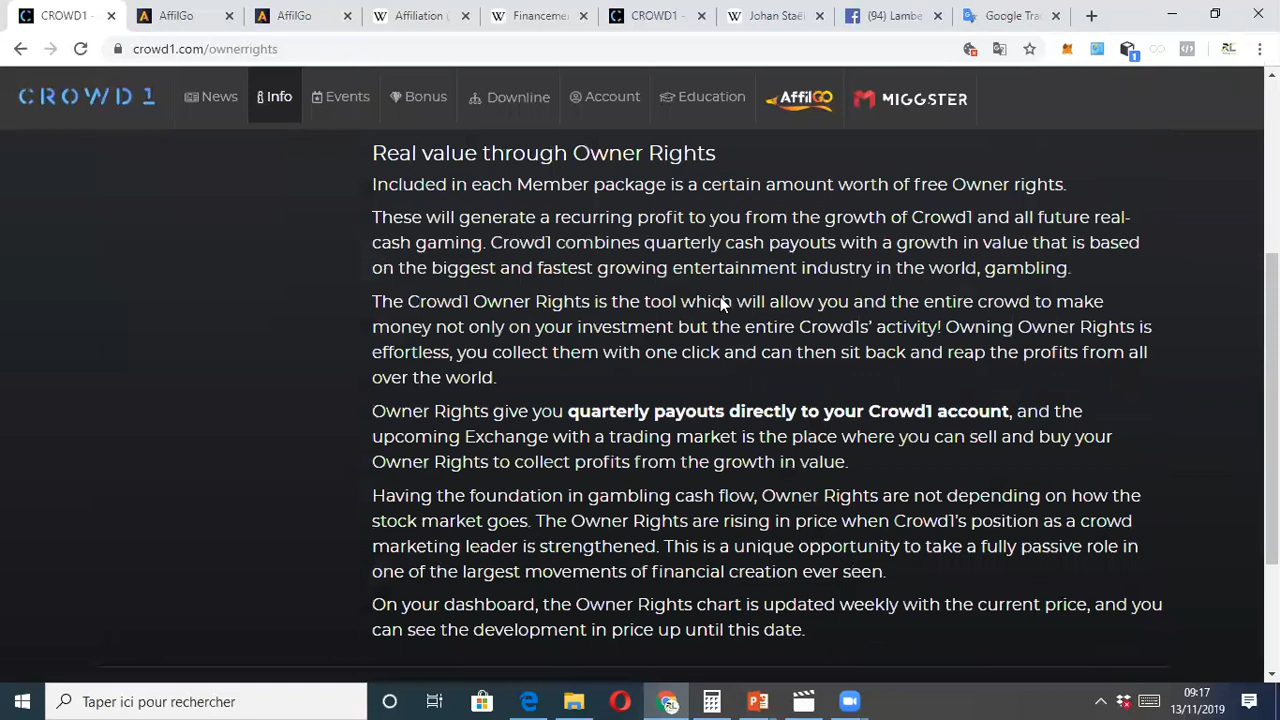 CROWD1 -
AffilGo
AffilGo
Affiliation (
Financeme
CROWD1 -
Johan Staë
(94) Lambe
Google Tra
crowd1.com/ownerrights
1
CROWD1
News
Info
Events
Bonus
Downline
Account
Education
AffilGO
MIGGSTER
Real value through Owner Rights
Included in each Member package is a certain amount worth of free Owner rights.
These will generate a recurring profit to you from the growth of Crowd1 and all future real-
cash gaming. Crowd1 combines quarterly cash payouts with a growth in value that is based
on the biggest and fastest growing entertainment industry in the world, gambling.
The Crowd1 Owner Rights is the tool which will allow you and the entire crowd to make
money not only on your investment but the entire Crowd1s' activity! Owning Owner Rights is
effortless, you collect them with one click and can then sit back and reap the profits from all
over the world.
Owner Rights give you quarterly payouts directly to your Crowd1 account, and the
upcoming Exchange with a trading market is the place where you can sell and buy your
Owner Rights to collect profits from the growth in value.
Having the foundation in gambling cash flow, Owner Rights are not depending on how the
stock market goes. The Owner Rights are rising in price when Crowd1's position as a crowd
marketing leader is strengthened. This is a unique opportunity to take a fully passive role in
one of the largest movements of financial creation ever seen.
On your dashboard, the Owner Rights chart is updated weekly with the current price, and you
can see the development in price up until this date.
Taper ici pour rechercher
09:17
13/11/2019